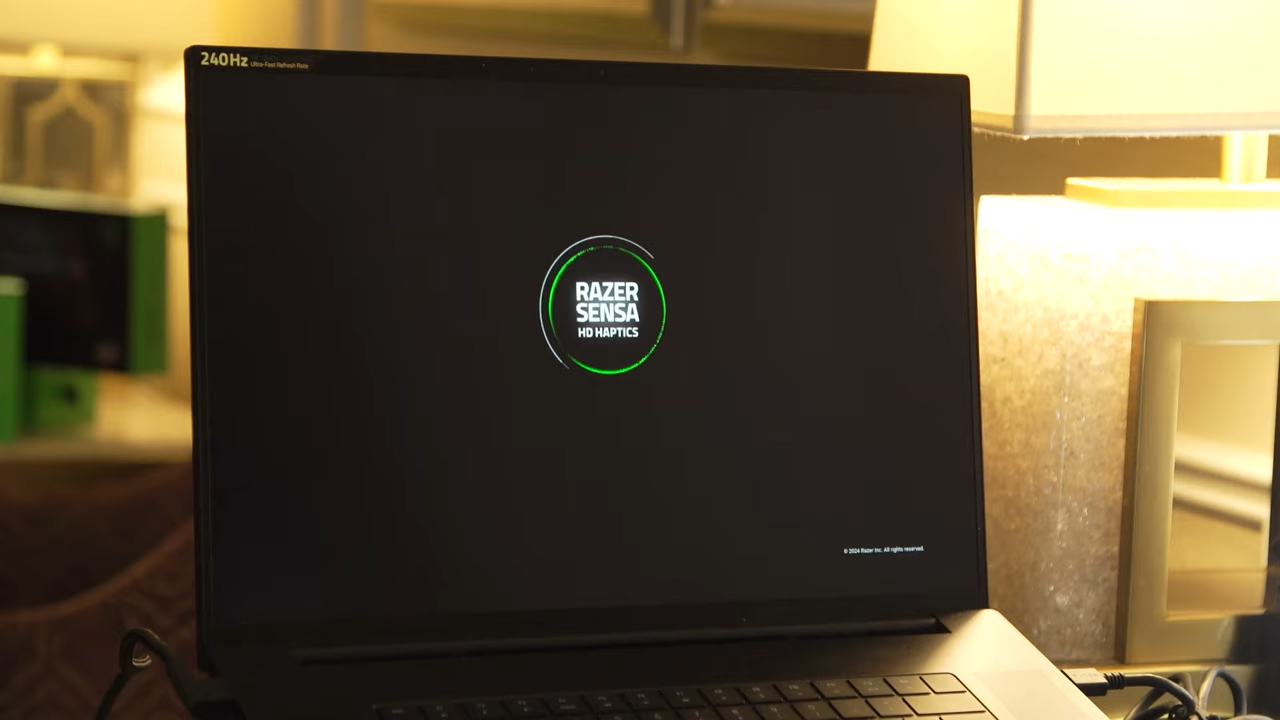 240Hz
Ultra-Fast Refresh Rate
RAZER
SENSA
HD HAPTICS
© 2024 Razer Inc. All rights reserved.